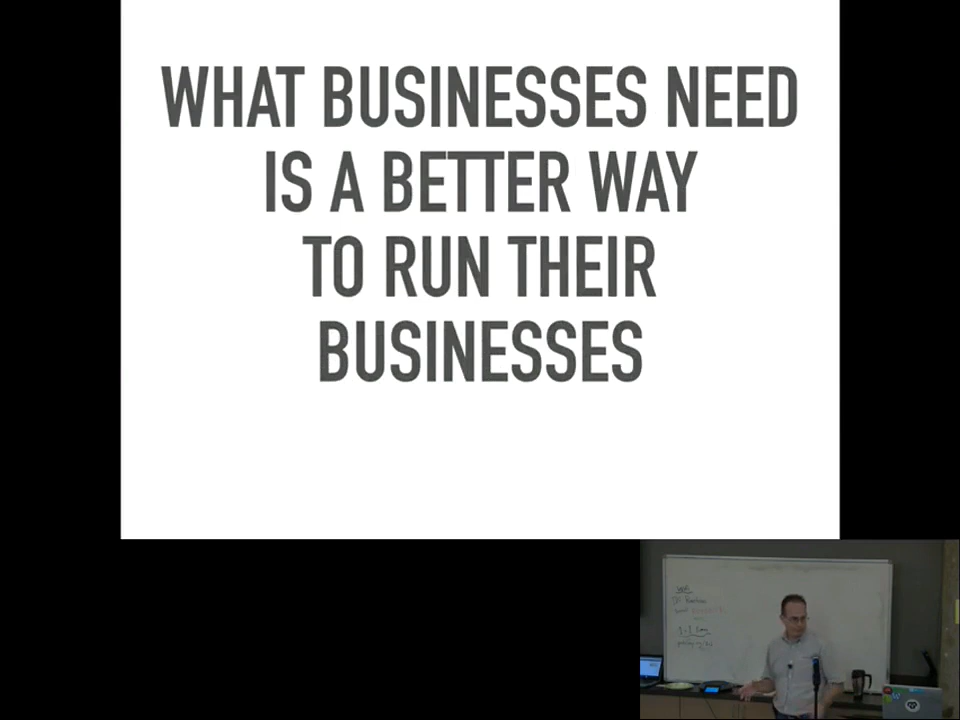 WHAT BUSINESSES NEED
IS A BETTER WAY
TO RUN THEIR
BUSINESSES